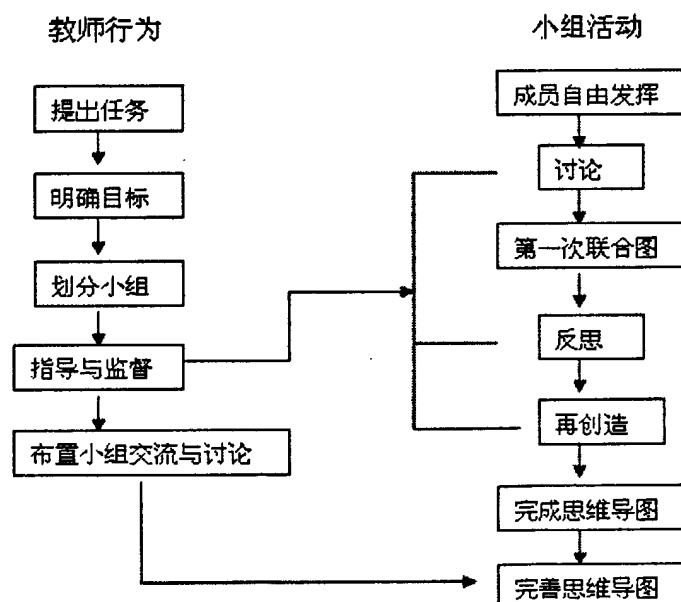 教师行为
提出任务
明确目标
划分小组
指导与监督
布置小组交流与讨论
小组活动
成员自由发挥
讨论
第一次联合图
反思
再创造
完成思维导图
完善思维导图